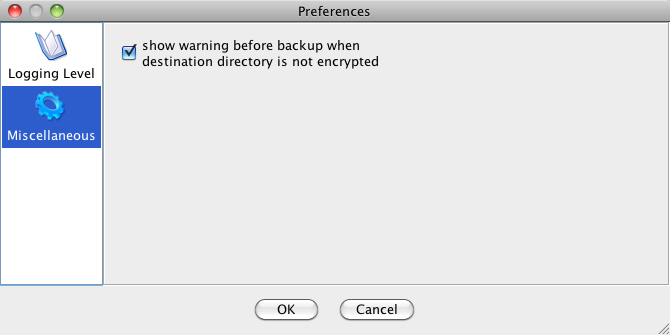 Preferences
Logging Level
Miscellaneous
show warning before backup when
destination directory is not encrypted
OK
Cancel